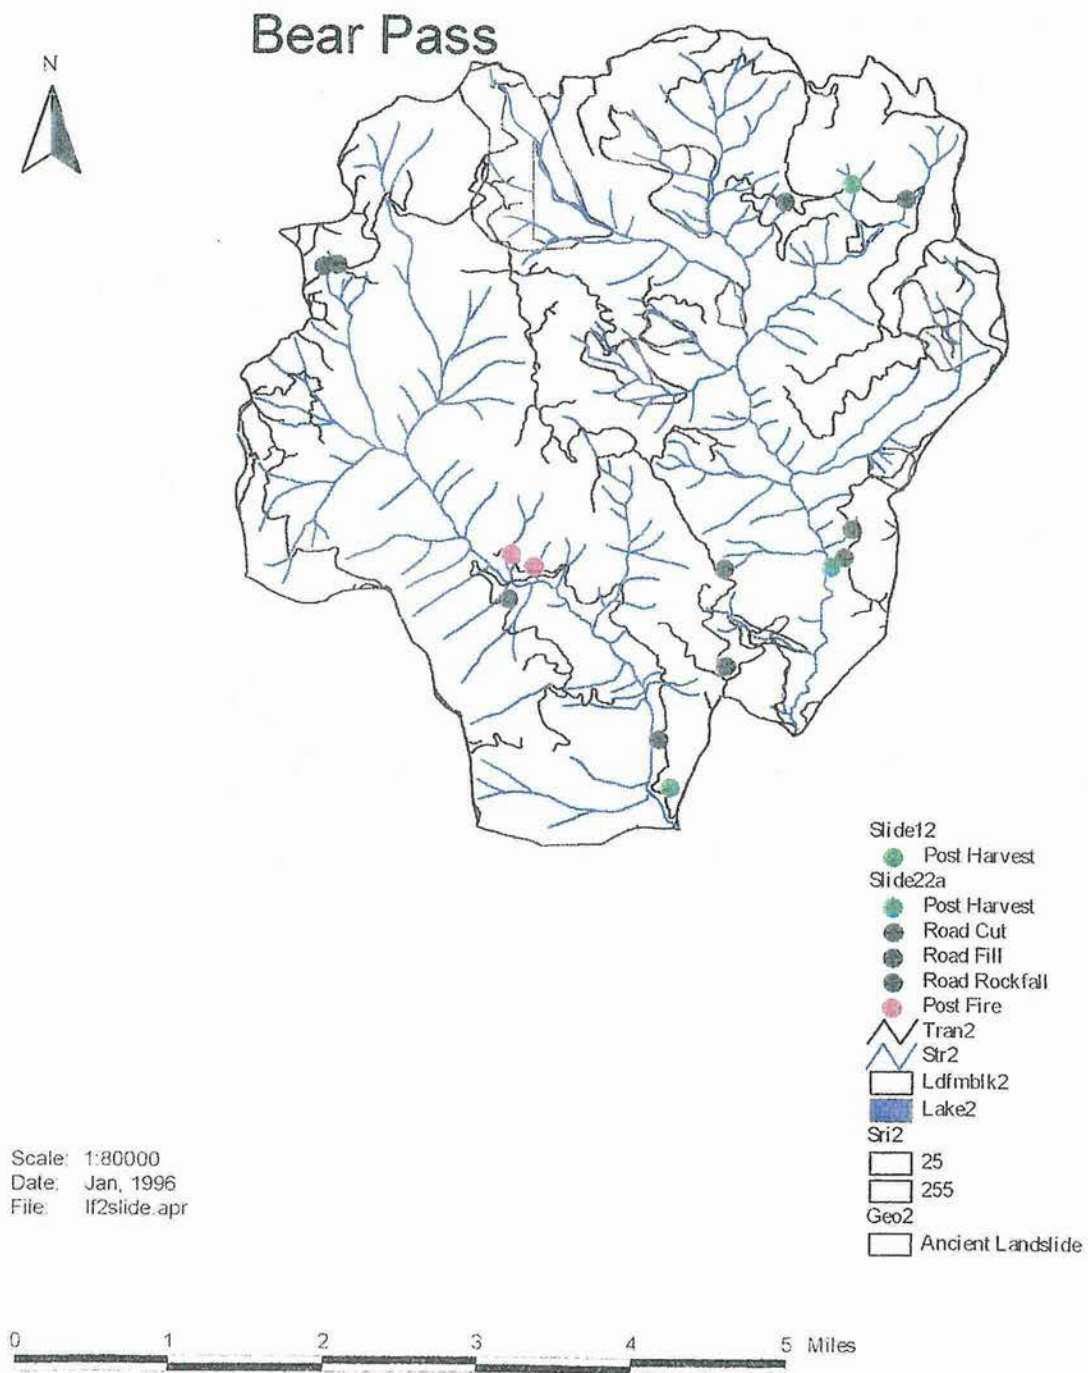 Bear Pass
N
Slide12
Post Harvest
Slide22a
Post Harvest
Road Cut
Road Fill
Road Rockfall
Post Fire
Tran2
Str2
Ldfmblk2
Lake2
Sri2
25
255
Geo2
Ancient Landslide
Scale: 1:80000
Date: Jan, 1996
File: lf2slide.apr
0 1 2 3 4 5 Miles